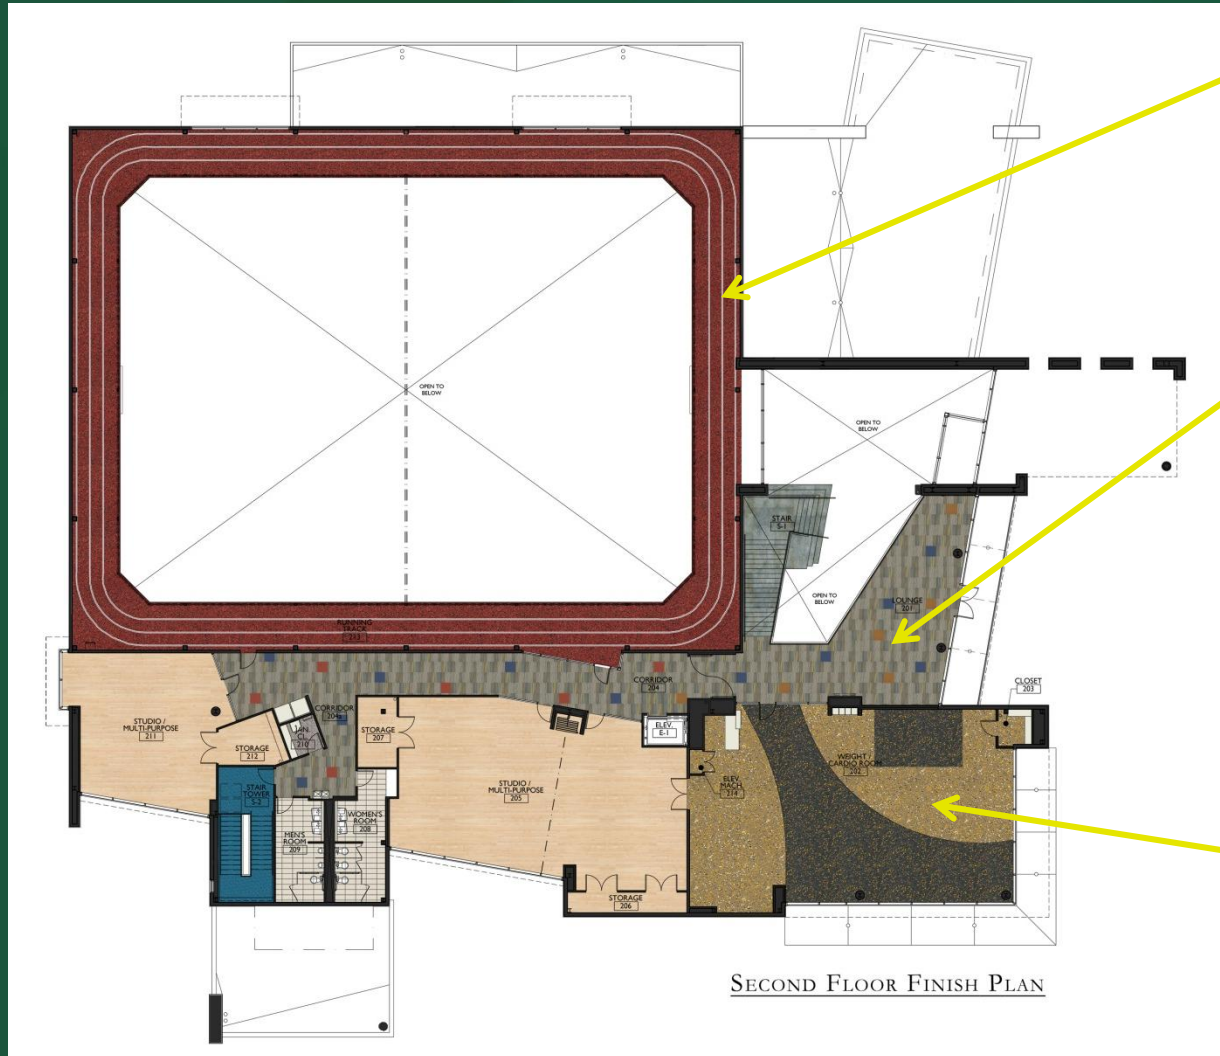 OPEN TO
BELOW
OPEN TO
BELOW
STAIR
S-1
OPEN TO
BELOW
LOUNGE
201
RUNNING
TRACK
213
CORRIDOR
204
CLOSET
203
STUDIO /
MULTI-PURPOSE
211
CORRIDOR
204a
JAN.
CL.
210
STORAGE
212
STORAGE
207
ELEV.
E-1
WEIGHT /
CARDIO ROOM
202
STAIR
TOWER
S-2
STUDIO /
MULTI-PURPOSE
205
ELEV.
MACH.
214
MEN'S
ROOM
209
WOMEN'S
ROOM
208
STORAGE
206
SECOND FLOOR FINISH PLAN